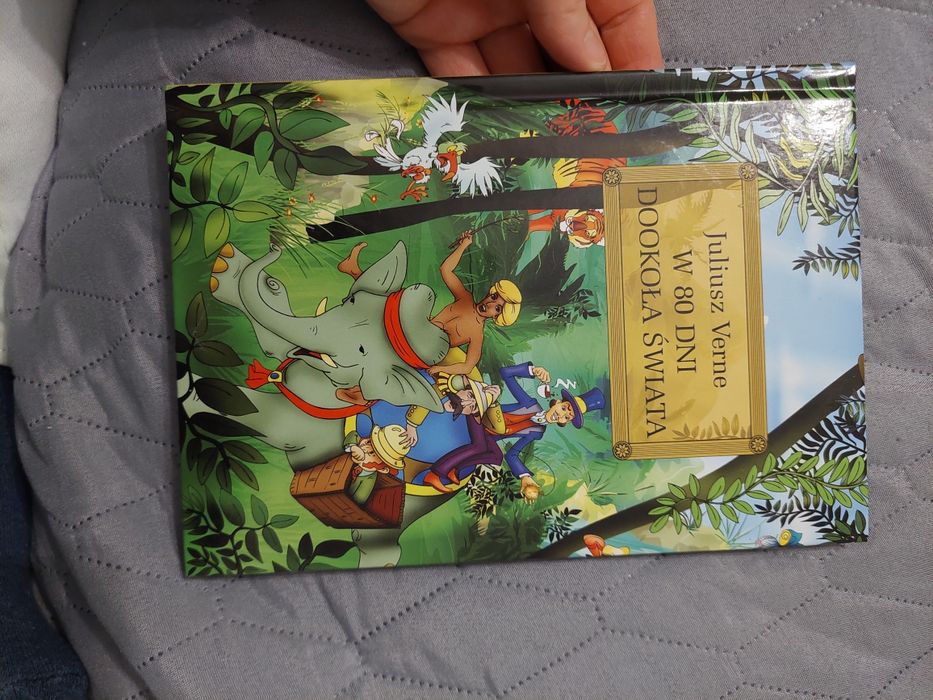 Juliusz Verne
W 80 DNI
DOOKOŁA ŚWIATA